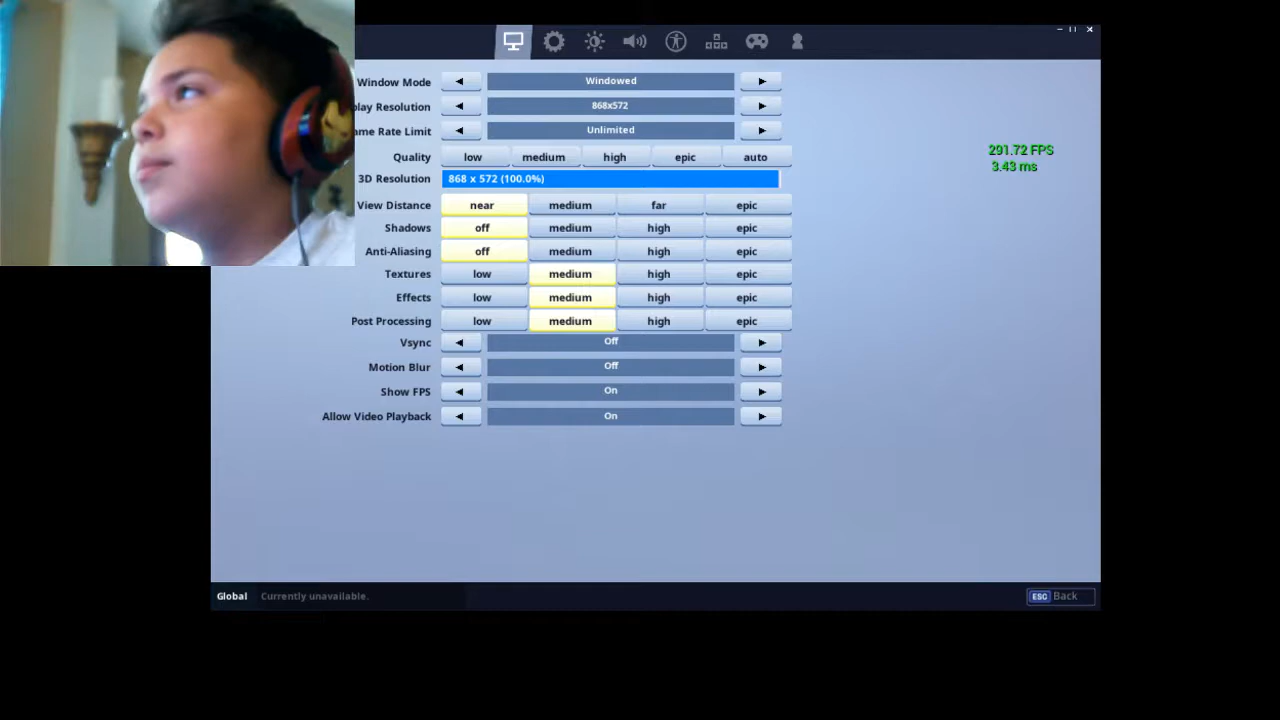 Window Mode Windowed
play Resolution 868x572
ame Rate Limit Unlimited
291.72 FPS
3.43 ms
Quality low medium high epic auto
3D Resolution 868 x 572 (100.0%)
View Distance near medium far epic
Shadows off medium high epic
Anti-Aliasing off medium high epic
Textures low medium high epic
Effects low medium high epic
Post Processing low medium high epic
Vsync Off
Motion Blur Off
Show FPS On
Allow Video Playback On
Global Currently unavailable. ESC Back